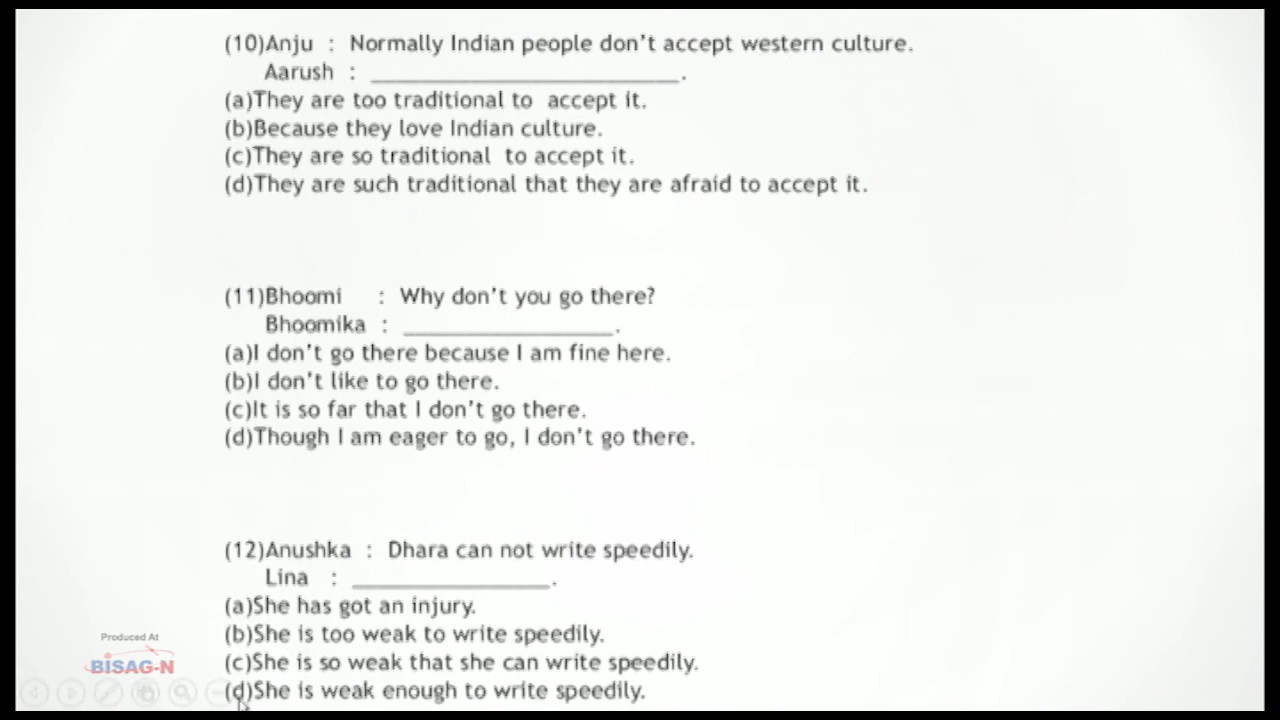 (10)Anju : Normally Indian people don't accept western culture.
Aarush : ____________________________.
(a)They are too traditional to accept it.
(b)Because they love Indian culture.
(c)They are so traditional to accept it.
(d)They are such traditional that they are afraid to accept it.
(11)Bhoomi : Why don't you go there?
Bhoomika : ___________________.
(a)I don't go there because I am fine here.
(b)I don't like to go there.
(c)It is so far that I don't go there.
(d)Though I am eager to go, I don't go there.
(12)Anushka : Dhara can not write speedily.
Lina : __________________.
(a)She has got an injury.
(b)She is too weak to write speedily.
(c)She is so weak that she can write speedily.
(d)She is weak enough to write speedily.
Produced At
BISAG-N